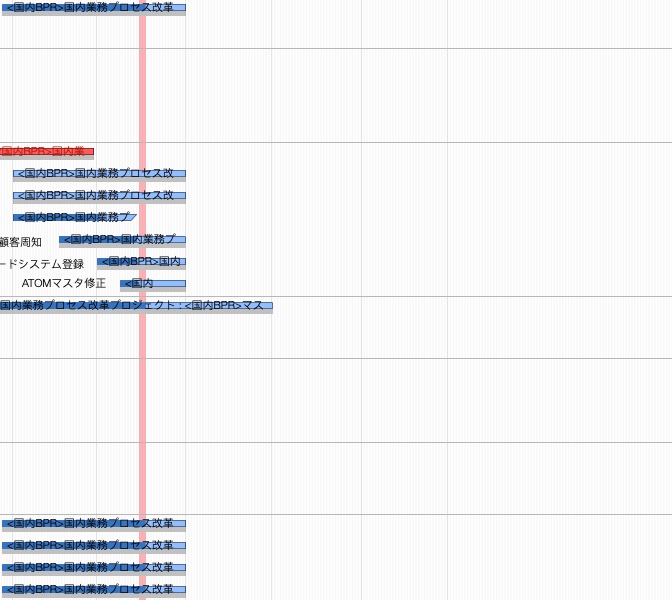 <国内BPR>国内業務プロセス改革
国内BPR>国内業
<国内BPR>国内業務プロセス改
<国内BPR>国内業務プロセス改
<国内BPR>国内業務プ
顧客周知 <国内BPR>国内業務プ
ードシステム登録 <国内BPR>国内
ATOMマスタ修正 <国内
国内業務プロセス改革プロジェクト:<国内BPR>マス
<国内BPR>国内業務プロセス改革
<国内BPR>国内業務プロセス改革
<国内BPR>国内業務プロセス改革
<国内BPR>国内業務プロセス改革